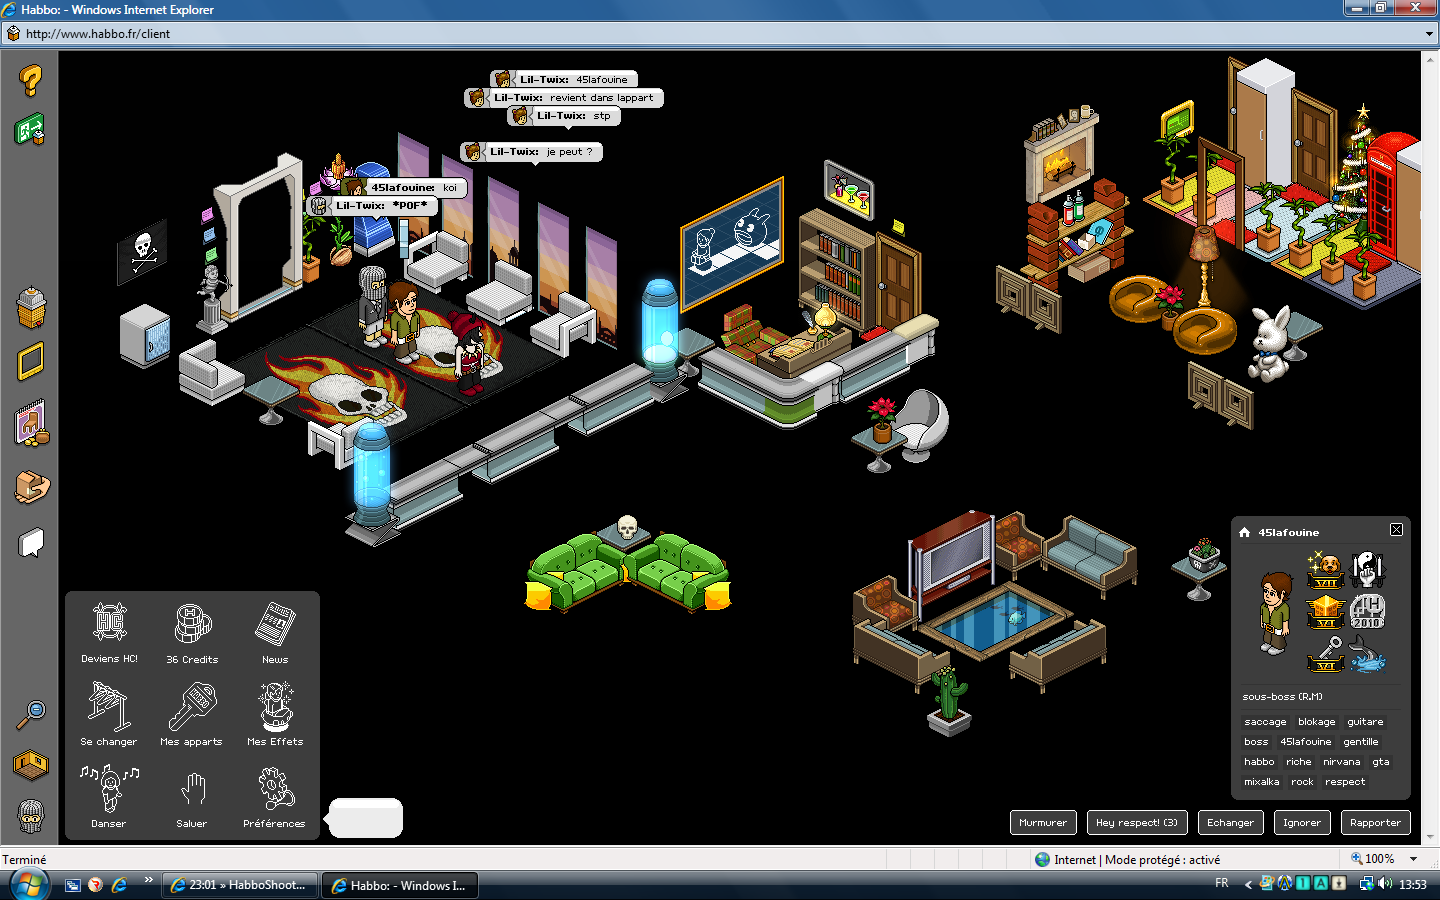 Habbo: - Windows Internet Explorer
http://www.habbo.fr/client
Lil-Twix: 45lafouine
Lil-Twix: revient dans lappart
Lil-Twix: stp
Lil-Twix: je peut ?
45lafouine: koi
Lil-Twix: *POF*
45lafouine
2010
sous-boss (R.M)
saccage blokage guitare
boss 45lafouine gentille
habbo riche nirvana gta
mixalka rock respect
Deviens HC! 36 Credits News
Se changer Mes apparts Mes Effets
Danser Saluer Préférences
Murmurer Hey respect! (3) Echanger Ignorer Rapporter
Terminé
Internet | Mode protégé : activé
100%
23:01 » HabboShoot...
Habbo: - Windows I...
FR
13:53